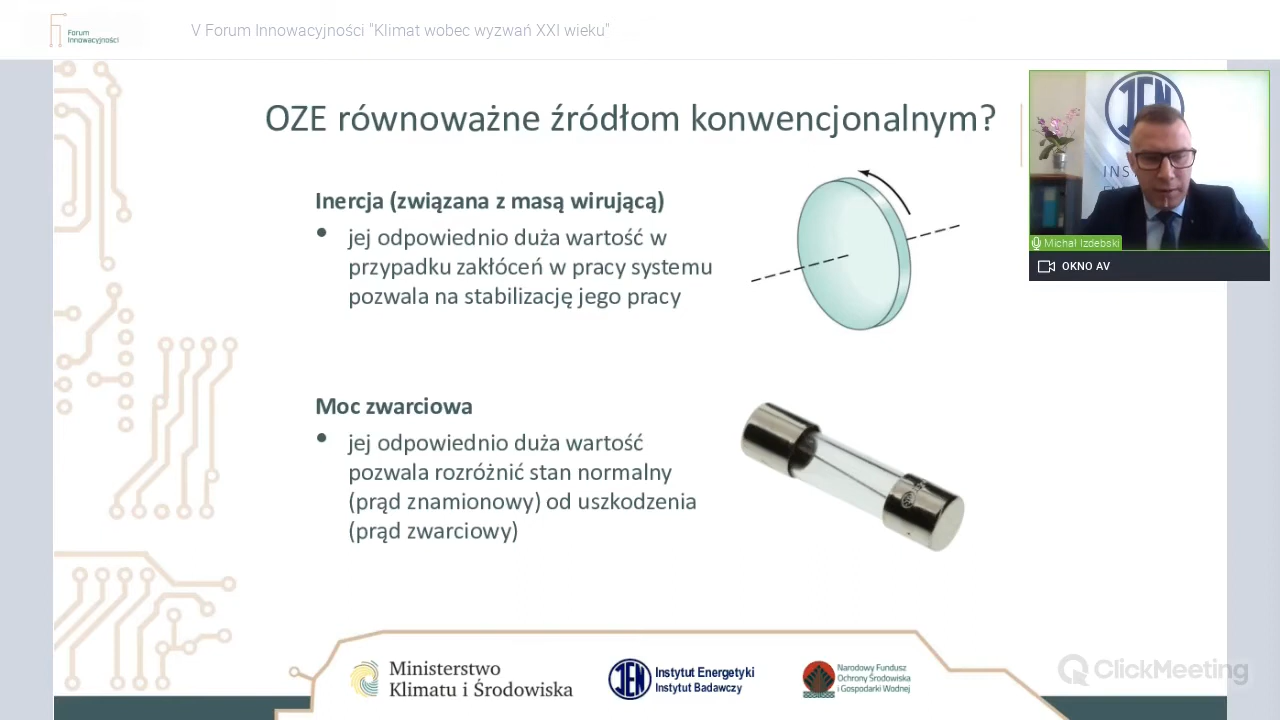 Forum
Innowacyjności
V Forum Innowacyjności "Klimat wobec wyzwań XXI wieku"
OZE równoważne źródłom konwencjonalnym?
Inercja (związana z masą wirującą)
• jej odpowiednio duża wartość w
przypadku zakłóceń w pracy systemu
pozwala na stabilizację jego pracy
Moc zwarciowa
• jej odpowiednio duża wartość
pozwala rozróżnić stan normalny
(prąd znamionowy) od uszkodzenia
(prąd zwarciowy)
JEN
Michał Izdebski
OKNO AV
Ministerstwo
Klimatu i Środowiska
JEN
Instytut Energetyki
Instytut Badawczy
Narodowy Fundusz
Ochrony Środowiska
i Gospodarki Wodnej
ClickMeeting